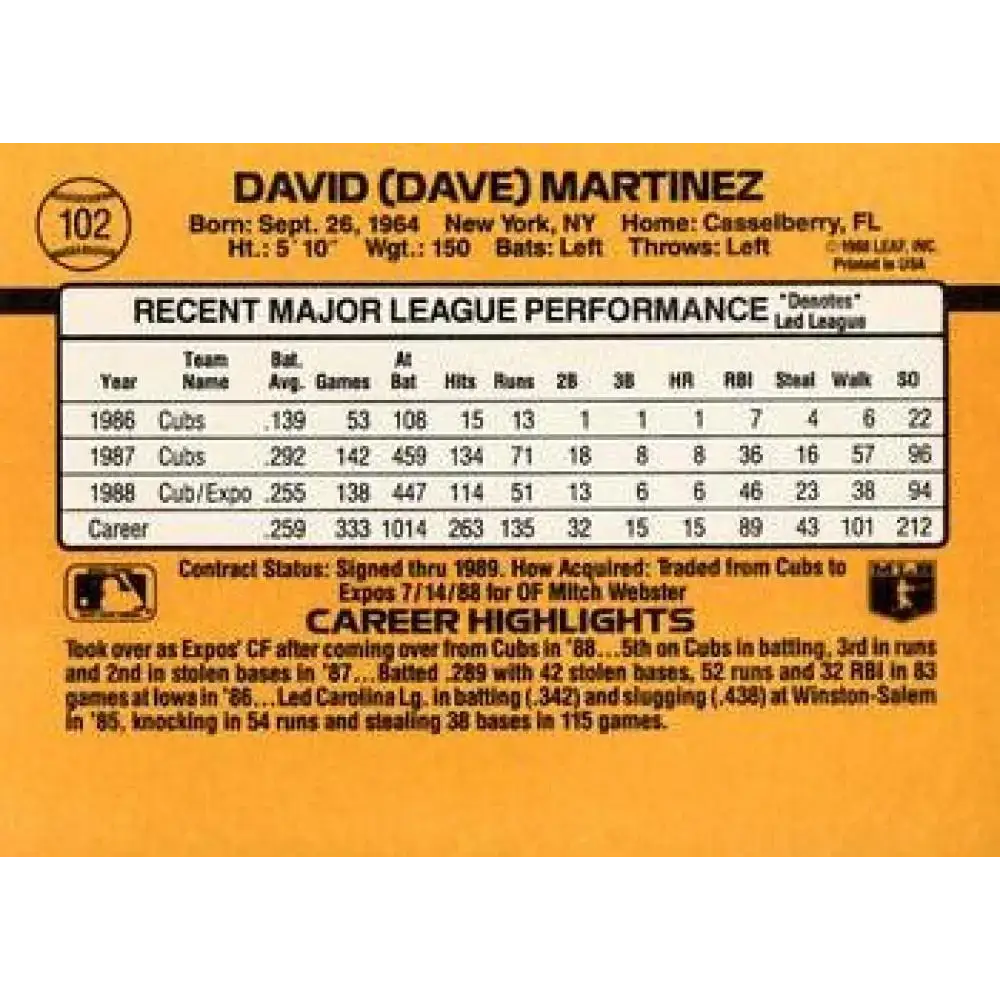 102
DAVID (DAVE) MARTINEZ
Born: Sept. 26, 1964 New York, NY Home: Casselberry, FL
Ht.: 5' 10" Wgt.: 150 Bats: Left Throws: Left
© 1988 LEAF, INC.
Printed in USA
RECENT MAJOR LEAGUE PERFORMANCE "Denotes" Led League
Year Team Name Bat. Avg. Games At Bat Hits Runs 2B 3B HR RBI Steal Walk SO
1986 Cubs .139 53 108 15 13 1 1 1 7 4 6 22
1987 Cubs .292 142 459 134 71 18 8 8 36 16 57 96
1988 Cub/Expo .255 138 447 114 51 13 6 6 46 23 38 94
Career .259 333 1014 263 135 32 15 15 89 43 101 212
Contract Status: Signed thru 1989. How Acquired: Traded from Cubs to
Expos 7/14/88 for OF Mitch Webster
MLB
CAREER HIGHLIGHTS
Took over as Expos' CF after coming over from Cubs in '88...5th on Cubs in batting, 3rd in runs
and 2nd in stolen bases in '87...Batted .289 with 42 stolen bases, 52 runs and 32 RBI in 83
games at Iowa in '86...Led Carolina Lg. in batting (.342) and slugging (.438) at Winston-Salem
in '85, knocking in 54 runs and stealing 38 bases in 115 games.